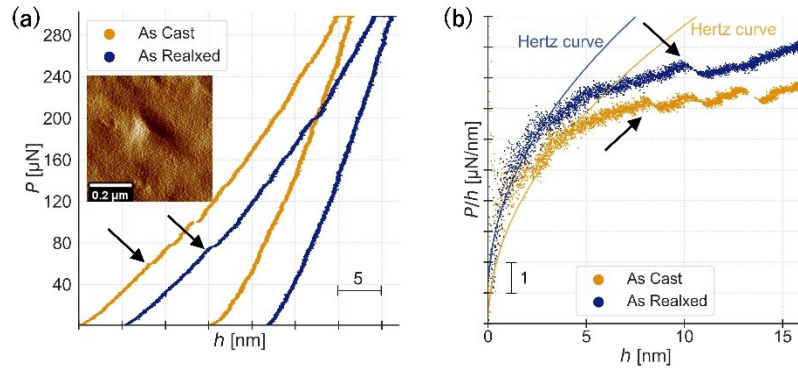 (a)
As Cast
As Realxed
280
240
200
160
120
80
40
P [µN]
0.2 µm
5
h [nm]
(b)
Hertz curve
Hertz curve
P/h [µN/nm]
1
As Cast
As Realxed
0
5
10
15
h [nm]